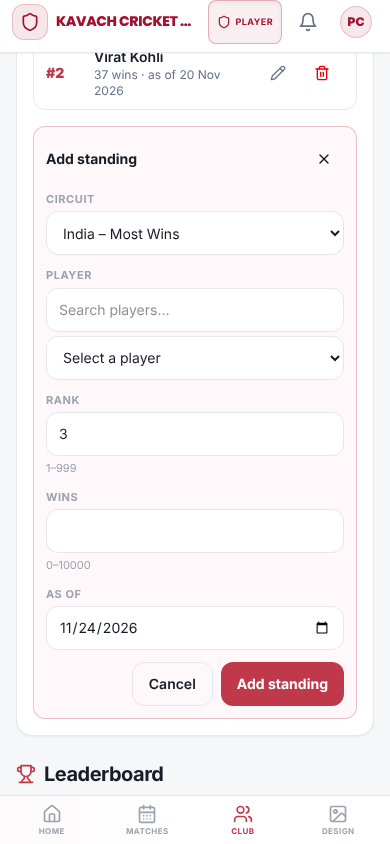 KAVACH CRICKET ...
PLAYER
PC
Virat Kohli
#2
37 wins · as of 20 Nov
2026
Add standing
CIRCUIT
India – Most Wins
PLAYER
Search players...
Select a player
RANK
3
1–999
WINS
0–10000
AS OF
11/24/2026
Cancel
Add standing
Leaderboard
HOME
MATCHES
CLUB
DESIGN